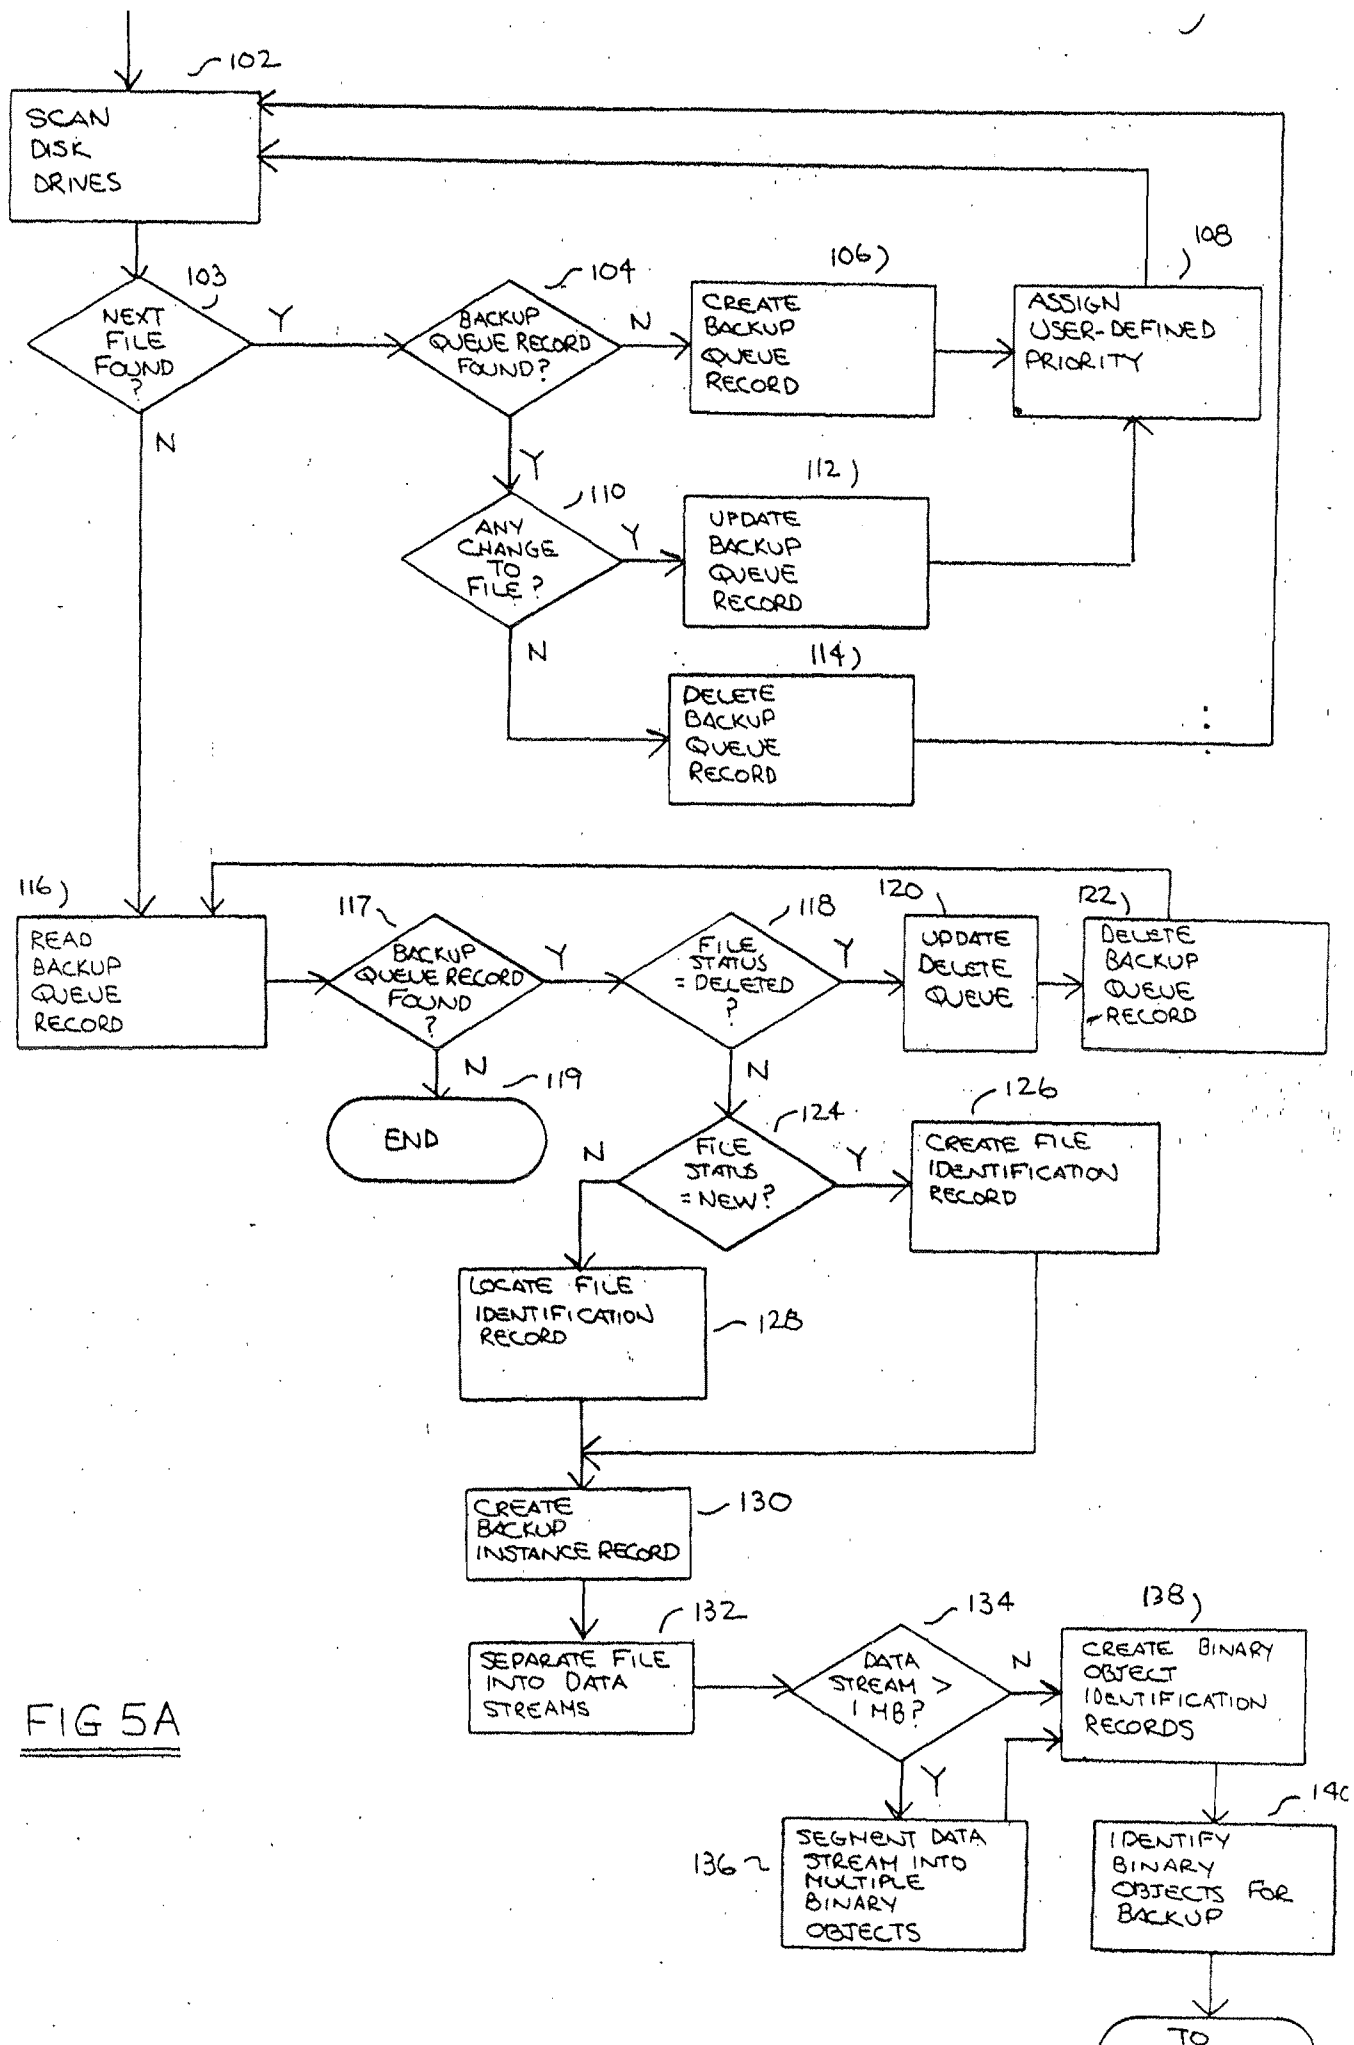 102
SCAN
DISK
DRIVES
103
NEXT
FILE
FOUND
?
Y
N
104
BACKUP
QUEUE RECORD
FOUND?
N
Y
106
CREATE
BACKUP
QUEUE
RECORD
108
ASSIGN
USER-DEFINED
PRIORITY
110
ANY
CHANGE
TO
FILE?
Y
N
112
UPDATE
BACKUP
QUEUE
RECORD
114
DELETE
BACKUP
QUEUE
RECORD
116
READ
BACKUP
QUEUE
RECORD
117
BACKUP
QUEUE RECORD
FOUND
?
Y
N
118
FILE
STATUS
= DELETED
?
Y
N
120
UPDATE
DELETE
QUEUE
122
DELETE
BACKUP
QUEUE
RECORD
119
END
124
FILE
STATUS
= NEW?
N
Y
126
CREATE FILE
IDENTIFICATION
RECORD
LOCATE FILE
IDENTIFICATION
RECORD
128
CREATE
BACKUP
INSTANCE RECORD
130
132
SEPARATE FILE
INTO DATA
STREAMS
134
DATA
STREAM >
1 MB?
N
Y
138
CREATE BINARY
OBJECT
IDENTIFICATION
RECORDS
136
SEGMENT DATA
STREAM INTO
MULTIPLE
BINARY
OBJECTS
140
IDENTIFY
BINARY
OBJECTS FOR
BACKUP
TO
FIG 5A